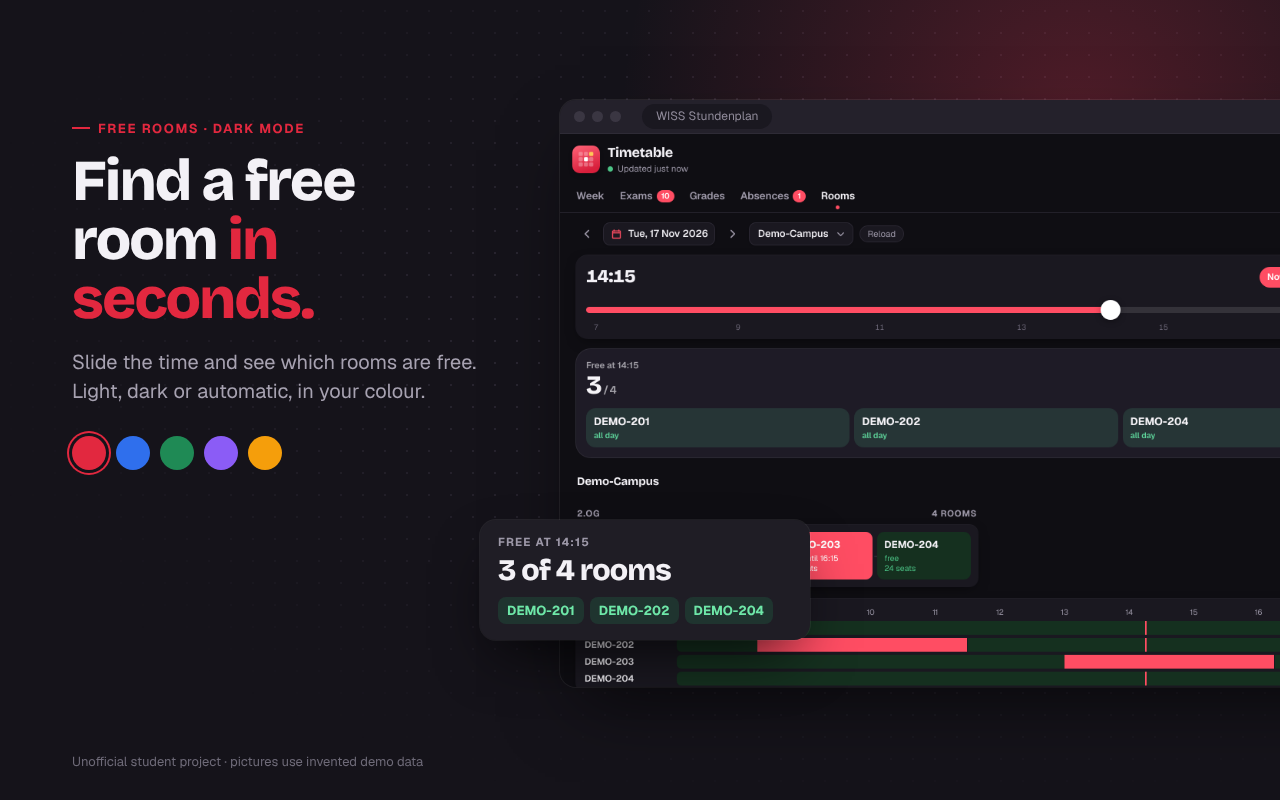 FREE ROOMS · DARK MODE
Find a free
room in
seconds.
Slide the time and see which rooms are free.
Light, dark or automatic, in your colour.
WISS Stundenplan
Timetable
Updated just now
Week Exams 10 Grades Absences 1 Rooms
Tue, 17 Nov 2026 Demo-Campus Reload
14:15
7 9 11 13 15
Free at 14:15
3 / 4
DEMO-201 DEMO-202 DEMO-204
all day all day all day
Demo-Campus
2.OG 4 ROOMS
DEMO-204
free
24 seats
FREE AT 14:15
3 of 4 rooms
DEMO-201 DEMO-202 DEMO-204
10 11 12 13 14 15 16
DEMO-202
DEMO-203
DEMO-204
Unofficial student project · pictures use invented demo data